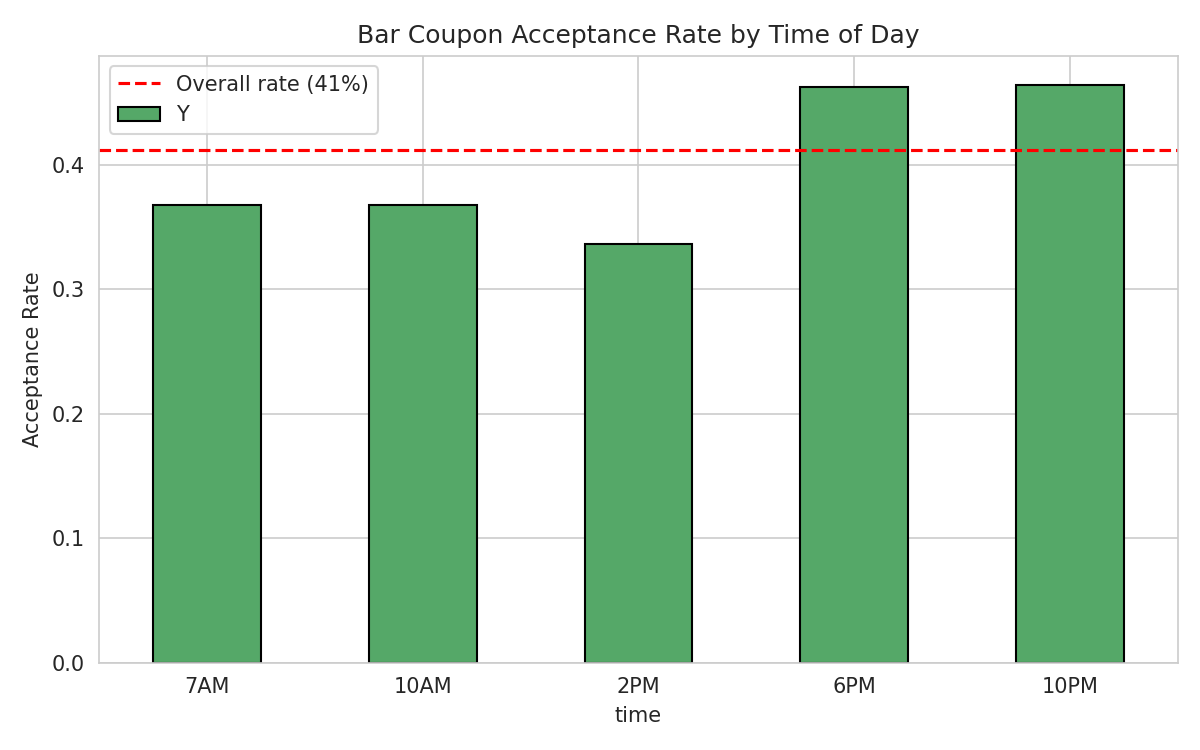 Bar Coupon Acceptance Rate by Time of Day
Overall rate (41%)
Y
Acceptance Rate
0.4
0.3
0.2
0.1
0.0
7AM 10AM 2PM 6PM 10PM
time